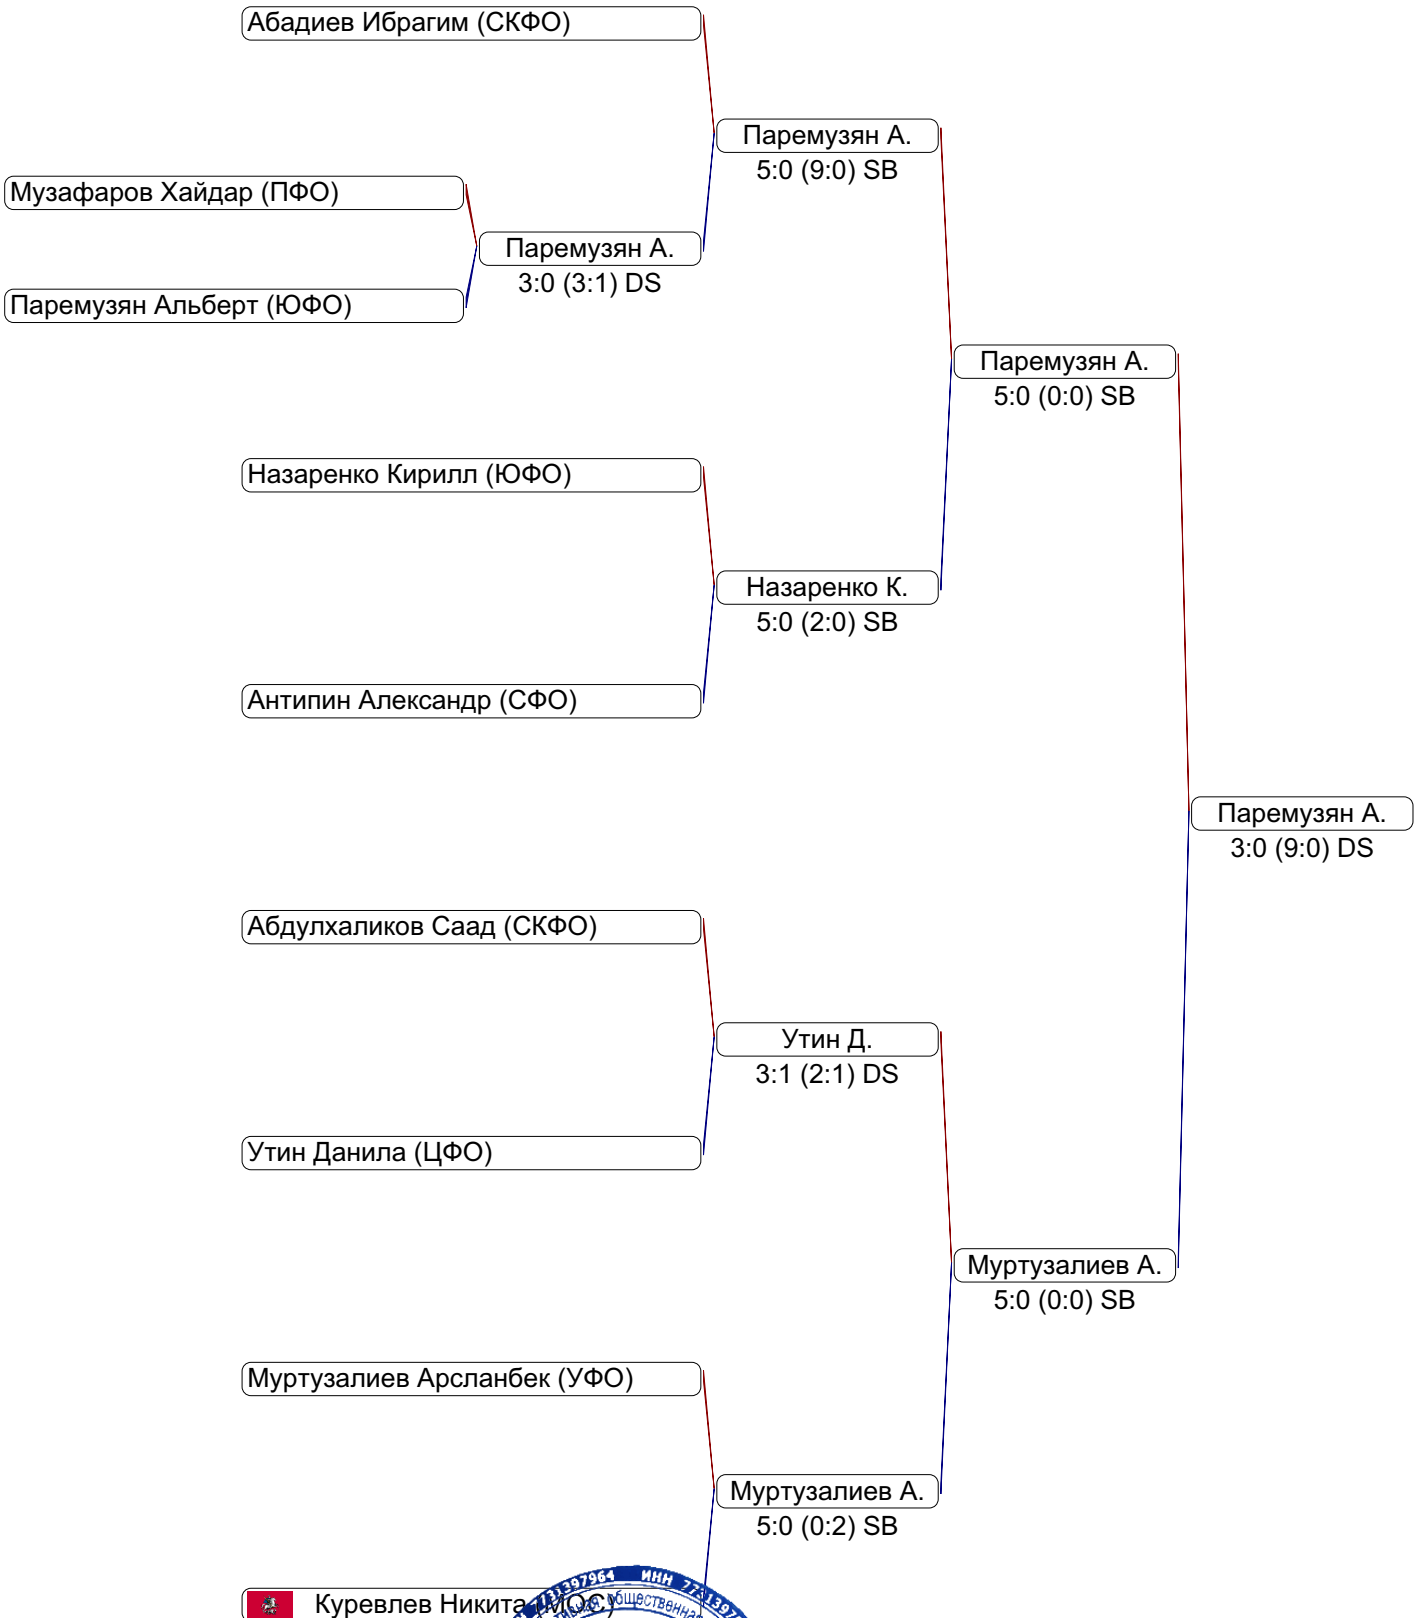 Абадиев Ибрагим (СКФО)
Паремузян А.
5:0 (9:0) SB
Музафаров Хайдар (ПФО)
Паремузян А.
3:0 (3:1) DS
Паремузян Альберт (ЮФО)
Паремузян А.
5:0 (0:0) SB
Назаренко Кирилл (ЮФО)
Назаренко К.
5:0 (2:0) SB
Антипин Александр (СФО)
Паремузян А.
3:0 (9:0) DS
Абдулхаликов Саад (СКФО)
Утин Д.
3:1 (2:1) DS
Утин Данила (ЦФО)
Муртузалиев А.
5:0 (0:0) SB
Муртузалиев Арсланбек (УФО)
Муртузалиев А.
5:0 (0:2) SB
Куревлев Никита (МОС)
ИНН